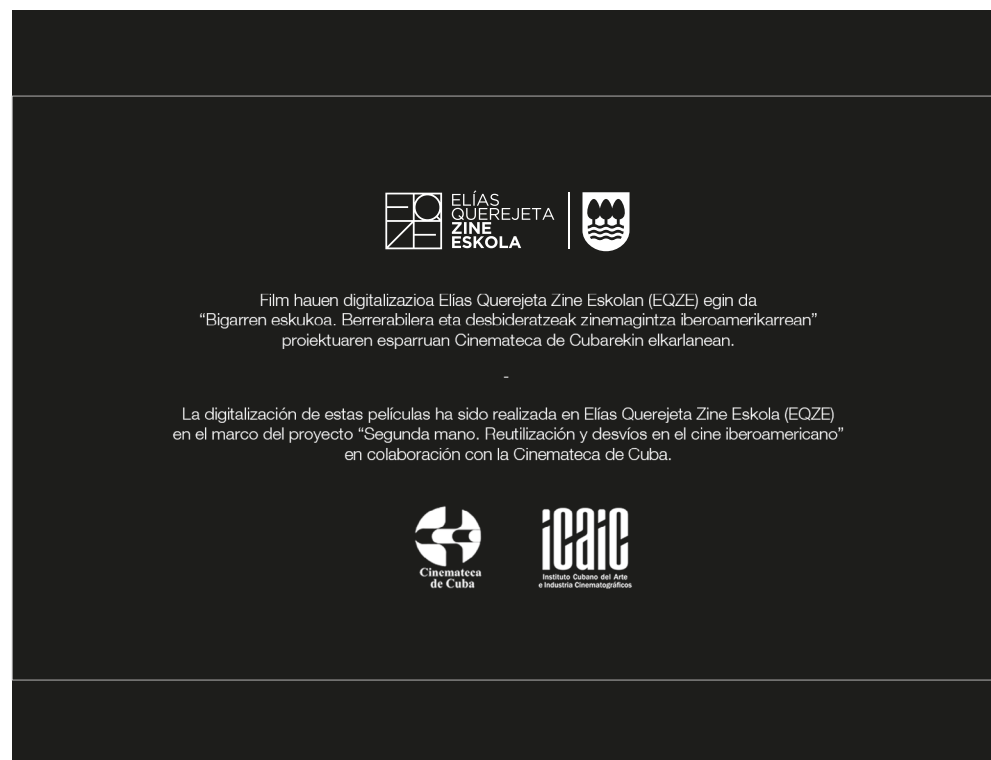 EQZE
ELÍAS
QUEREJETA
ZINE
ESKOLA
Film hauen digitalizazioa Elías Querejeta Zine Eskolan (EQZE) egin da
“Bigarren eskukoa. Berrerabilera eta desbideratzeak zinemagintza iberoamerikarrean”
proiektuaren esparruan Cinemateca de Cubarekin elkarlanean.
-
La digitalización de estas películas ha sido realizada en Elías Querejeta Zine Eskola (EQZE)
en el marco del proyecto “Segunda mano. Reutilización y desvíos en el cine iberoamericano”
en colaboración con la Cinemateca de Cuba.
Cinemateca
de Cuba
icaic
Instituto Cubano del Arte
e Industria Cinematográficos